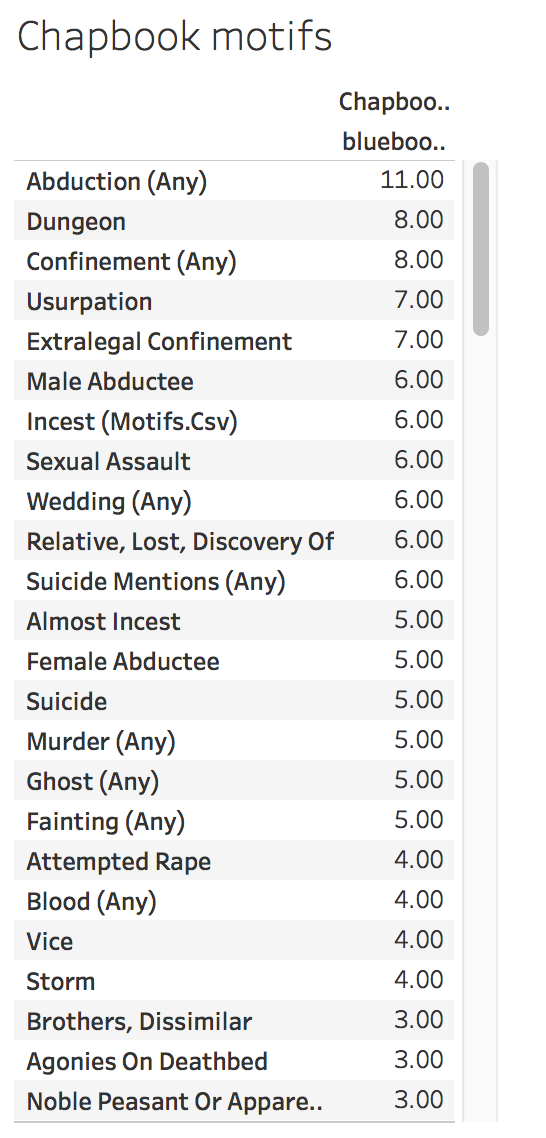 Chapbook motifs
Chapboo..
blueboo..
Abduction (Any) 11.00
Dungeon 8.00
Confinement (Any) 8.00
Usurpation 7.00
Extralegal Confinement 7.00
Male Abductee 6.00
Incest (Motifs.Csv) 6.00
Sexual Assault 6.00
Wedding (Any) 6.00
Relative, Lost, Discovery Of 6.00
Suicide Mentions (Any) 6.00
Almost Incest 5.00
Female Abductee 5.00
Suicide 5.00
Murder (Any) 5.00
Ghost (Any) 5.00
Fainting (Any) 5.00
Attempted Rape 4.00
Blood (Any) 4.00
Vice 4.00
Storm 4.00
Brothers, Dissimilar 3.00
Agonies On Deathbed 3.00
Noble Peasant Or Appare.. 3.00